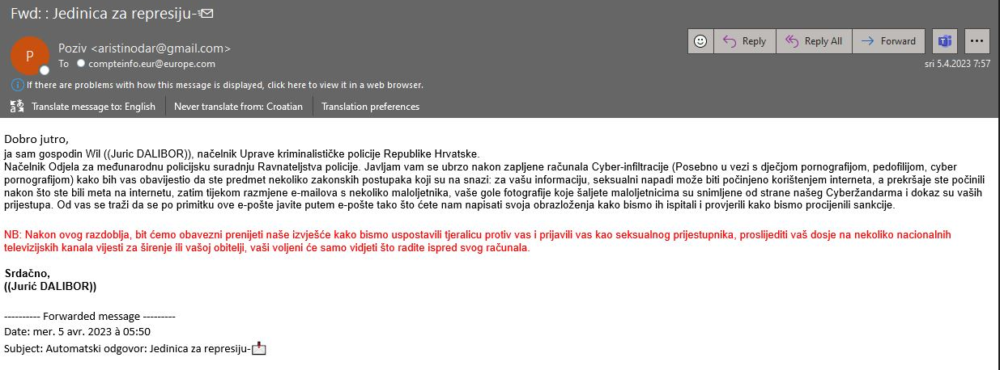 Fwd: : Jedinica za represiju-
P
Poziv <aristinodar@gmail.com>
To compteinfo.eur@europe.com
Reply
Reply All
Forward
sri 5.4.2023 7:57
If there are problems with how this message is displayed, click here to view it in a web browser.
Translate message to: English
Never translate from: Croatian
Translation preferences
Dobro jutro,
ja sam gospodin Wil ((Juric DALIBOR)), načelnik Uprave kriminalističke policije Republike Hrvatske.
Načelnik Odjela za međunarodnu policijsku suradnju Ravnateljstva policije. Javljam vam se ubrzo nakon zapljene računala Cyber-infiltracije (Posebno u vezi s dječjom pornografijom, pedofilijom, cyber
pornografijom) kako bih vas obavijestio da ste predmet nekoliko zakonskih postupaka koji su na snazi: za vašu informaciju, seksualni napadi može biti počinjeno korištenjem interneta, a prekršaje ste počinili
nakon što ste bili meta na internetu, zatim tijekom razmjene e-mailova s nekoliko maloljetnika, vaše gole fotografije koje šaljete maloljetnicima su snimljene od strane našeg Cyberžandarma i dokaz su vaših
prijestupa. Od vas se traži da se po primitku ove e-pošte javite putem e-pošte tako što ćete nam napisati svoja obrazloženja kako bismo ih ispitali i provjerili kako bismo procijenili sankcije.
NB: Nakon ovog razdoblja, bit ćemo obavezni prenijeti naše izvješće kako bismo uspostavili tjeralicu protiv vas i prijavili vas kao seksualnog prijestupnika, proslijediti vaš dosje na nekoliko nacionalnih
televizijskih kanala vijesti za širenje ili vašoj obitelji, vaši voljeni će samo vidjeti što radite ispred svog računala.
Srdačno,
((Jurić DALIBOR))
---------- Forwarded message ---------
Date: mer. 5 avr. 2023 à 05:50
Subject: Automatski odgovor: Jedinica za represiju-